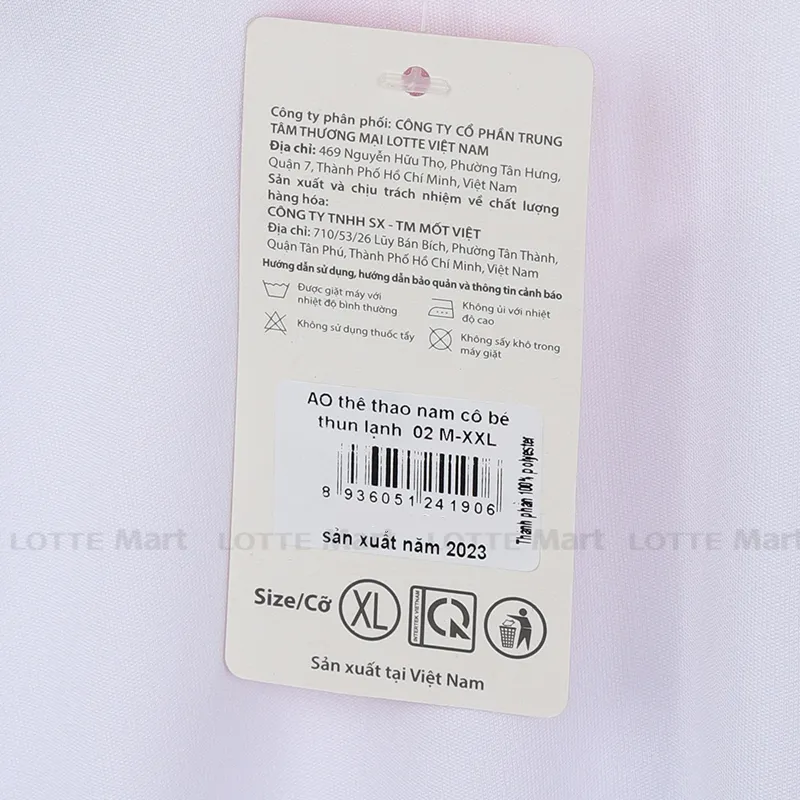 Công ty phân phối: CÔNG TY CỔ PHẦN TRUNG
TÂM THƯƠNG MẠI LOTTE VIỆT NAM
Địa chỉ: 469 Nguyễn Hữu Thọ, Phường Tân Hưng,
Quận 7, Thành Phố Hồ Chí Minh, Việt Nam
Sản xuất và chịu trách nhiệm về chất lượng
hàng hóa:
CÔNG TY TNHH SX - TM MỐT VIỆT
Địa chỉ: 710/53/26 Lũy Bán Bích, Phường Tân Thành,
Quận Tân Phú, Thành Phố Hồ Chí Minh, Việt Nam
Hướng dẫn sử dụng, hướng dẫn bảo quản và thông tin cảnh báo
Được giặt máy với
nhiệt độ bình thường
Không ủi với nhiệt
độ cao
Không sử dụng thuốc tẩy
Không sấy khô trong
máy giặt
AO thê thao nam cô bé
thun lạnh 02 M-XXL
8 936051 241906
Thành phần 100% polyester
sản xuất năm 2023
LOTTE Mart LOTTE Mart LOTTE Mart LOTTE Mart
Size/Cỡ XL
INTERTEK VIETNAM
Sản xuất tại Việt Nam